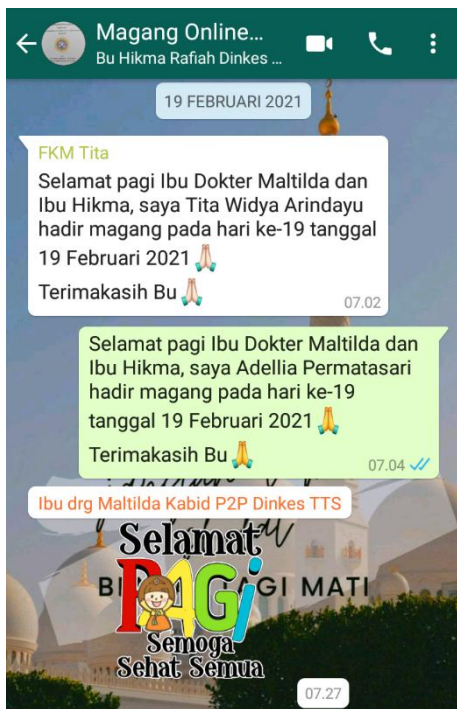 Magang Online...
Bu Hikma Rafiah Dinkes ...
19 FEBRUARI 2021
FKM Tita
Selamat pagi Ibu Dokter Maltilda dan
Ibu Hikma, saya Tita Widya Arindayu
hadir magang pada hari ke-19 tanggal
19 Februari 2021🙏🏻
Terimakasih Bu🙏🏻
07.02
Selamat pagi Ibu Dokter Maltilda dan
Ibu Hikma, saya Adellia Permatasari
hadir magang pada hari ke-19
tanggal 19 Februari 2021🙏
Terimakasih Bu🙏
07.04
Ibu drg Maltilda Kabid P2P Dinkes TTS
Selamat
PAGI
AGI MATI
Semoga
Sehat Semua
07.27